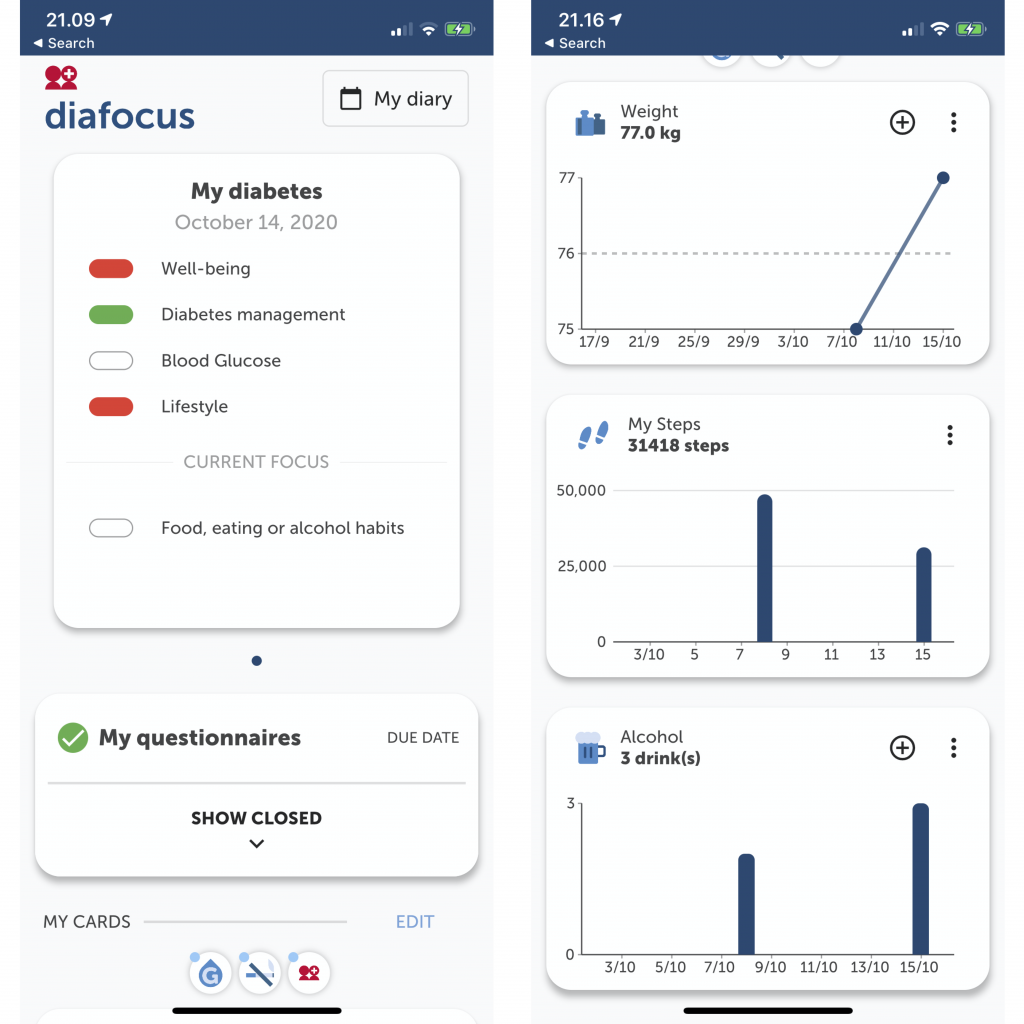 21.09
◀ Search
diafocus
My diary
My diabetes
October 14, 2020
Well-being
Diabetes management
Blood Glucose
Lifestyle
CURRENT FOCUS
Food, eating or alcohol habits
My questionnaires
DUE DATE
SHOW CLOSED
MY CARDS
EDIT
G
21.16
◀ Search
Weight
77.0 kg
77
76
75
17/9 21/9 25/9 29/9 3/10 7/10 11/10 15/10
My Steps
31418 steps
50,000
25,000
0
3/10 5 7 9 11 13 15
Alcohol
3 drink(s)
3
0
3/10 5/10 7/10 9/10 11/10 13/10 15/10